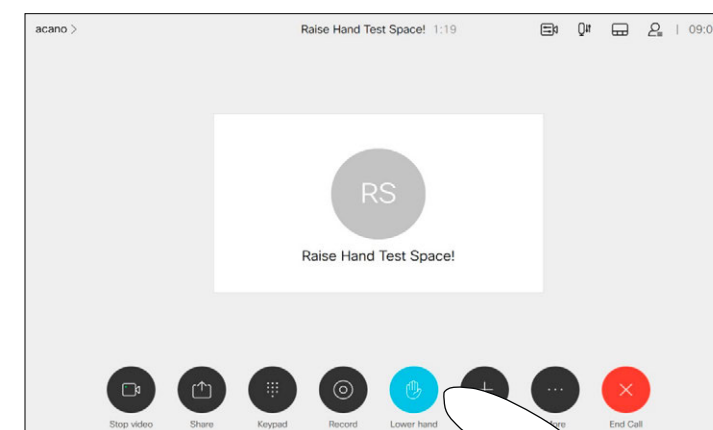 acano >
Raise Hand Test Space! 1:19
09:0
RS
Raise Hand Test Space!
Stop video Share Keypad Record Lower hand End Call